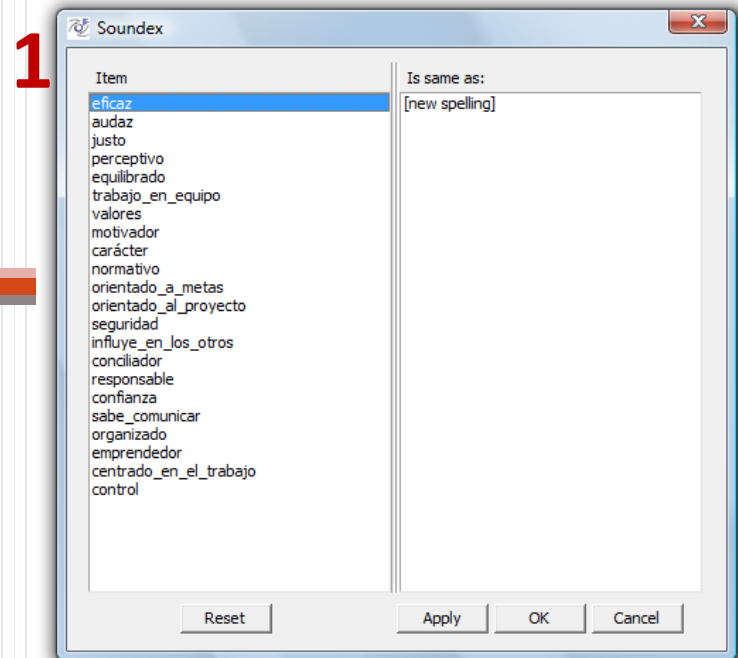 1
Soundex
Item
Is same as:
eficaz
[new spelling]
audaz
justo
perceptivo
equilibrado
trabajo_en_equipo
valores
motivador
carácter
normativo
orientado_a_metas
orientado_al_proyecto
seguridad
influye_en_los_otros
conciliador
responsable
confianza
sabe_comunicar
organizado
emprendedor
centrado_en_el_trabajo
control
Reset
Apply
OK
Cancel